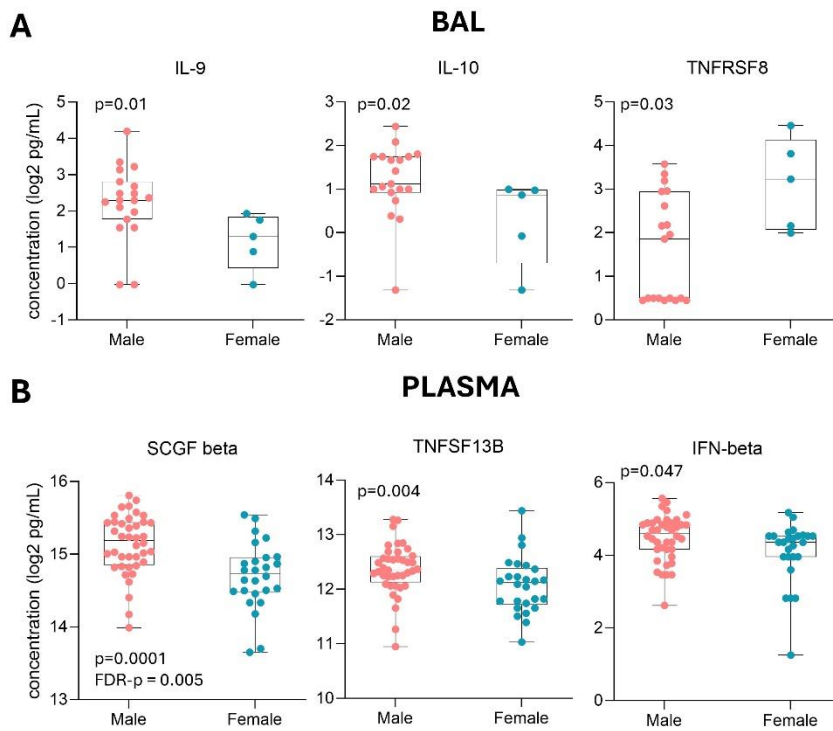 A
BAL
IL-9
IL-10
TNFRSF8
concentration (log2 pg/mL)
p=0.01
5
4
3
2
1
0
-1
Male
Female
p=0.02
3
2
1
0
-1
-2
Male
Female
p=0.03
5
4
3
2
1
0
Male
Female
B
PLASMA
SCGF beta
TNFSF13B
IFN-beta
concentration (log2 pg/mL)
16
15
14
13
p=0.0001
FDR-p = 0.005
Male
Female
p=0.004
14
13
12
11
10
Male
Female
p=0.047
6
4
2
0
Male
Female